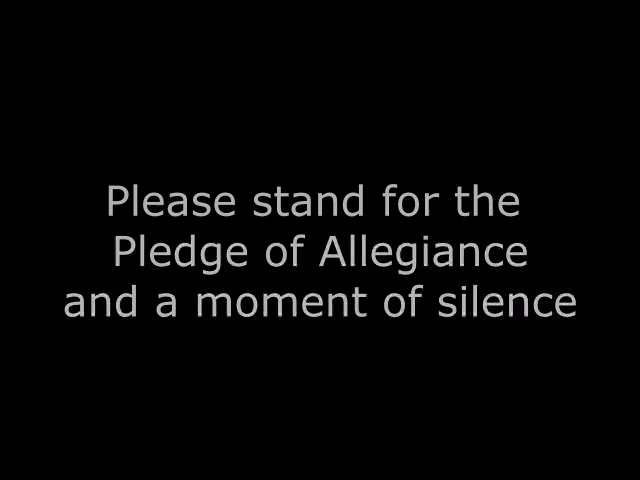 Please stand for the
Pledge of Allegiance
and a moment of silence